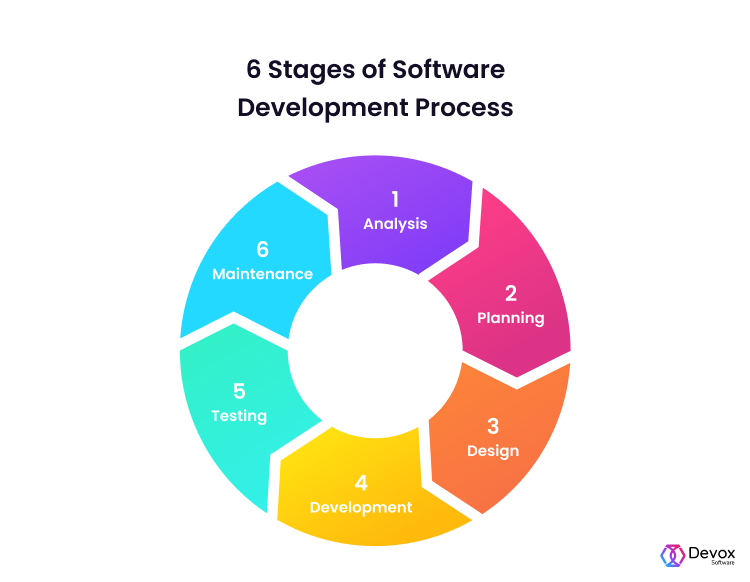 6 Stages of Software
Development Process
1
Analysis
2
Planning
3
Design
4
Development
5
Testing
6
Maintenance
Devox
Software